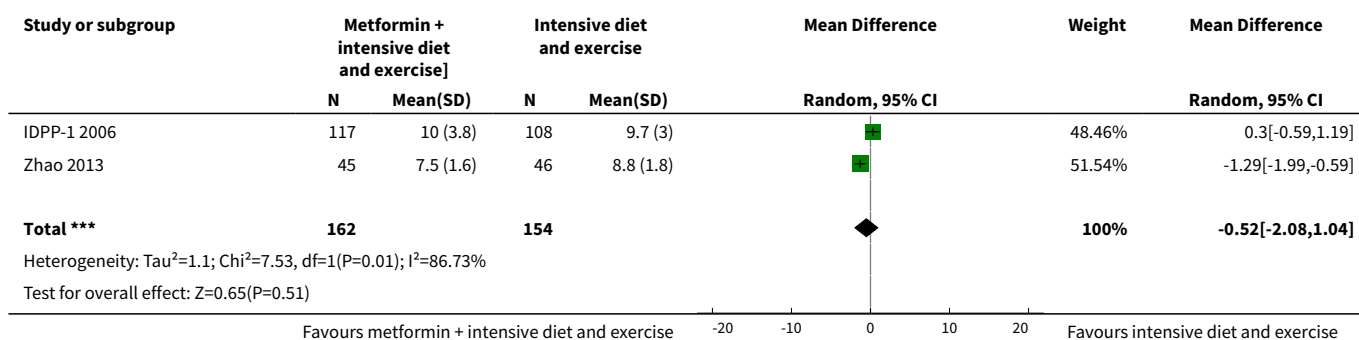 Study or subgroup Metformin + intensive diet and exercise] Intensive diet and exercise Mean Difference Weight Mean Difference
N Mean(SD) N Mean(SD) Random, 95% CI Random, 95% CI
IDPP-1 2006 117 10 (3.8) 108 9.7 (3) 48.46% 0.3[-0.59,1.19]
Zhao 2013 45 7.5 (1.6) 46 8.8 (1.8) 51.54% -1.29[-1.99,-0.59]
Total *** 162 154 100% -0.52[-2.08,1.04]
Heterogeneity: Tau²=1.1; Chi²=7.53, df=1(P=0.01); I²=86.73%
Test for overall effect: Z=0.65(P=0.51)
Favours metformin + intensive diet and exercise -20 -10 0 10 20 Favours intensive diet and exercise